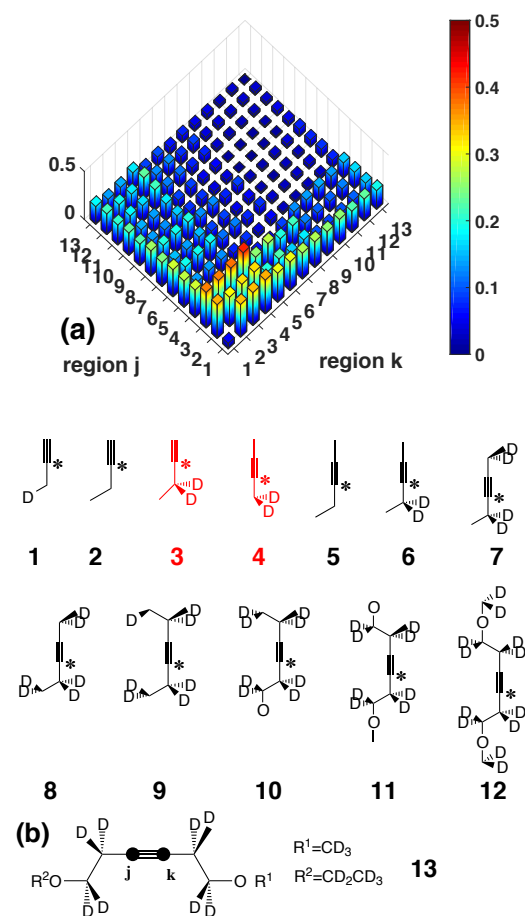 0.5
0.4
0.3
0.2
0.1
0
0.5
0
13 12 11 10 9 8 7 6 5 4 3 2 1
1 2 3 4 5 6 7 8 9 10 11 12 13
(a)
region j
region k
* D
* 
* D D
* D D
*
* D D
D D * D D
1 2 3 4 5 6 7
D D * D D D D
D D D D * D D D D
D D D D * D D D D O
O D D D D * D D D D O
D D O D D D D * D D D D O D D
8 9 10 11 12
(b)
D D D D
R²O j k O R¹
D D D D
R¹=CD₃
R²=CD₂CD₃
13